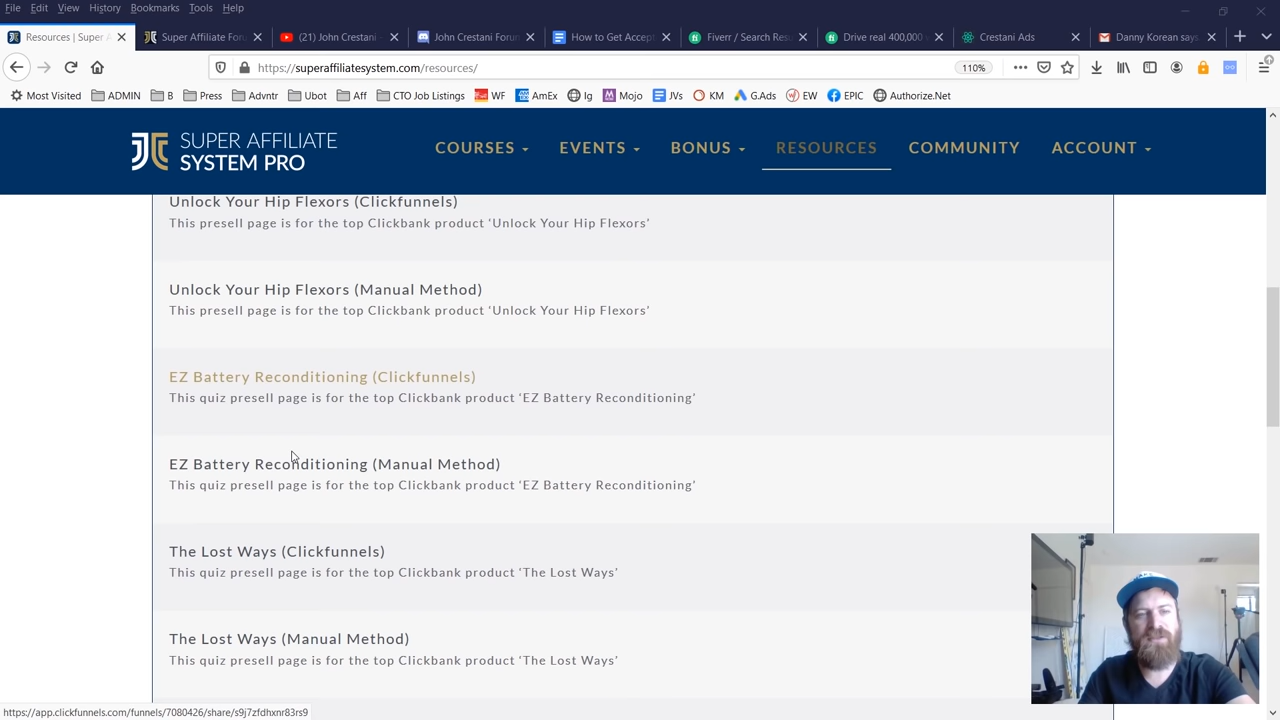 File Edit View History Bookmarks Tools Help
Resources | Super A
Super Affiliate For
(21) John Crestani -
John Crestani Forum
How to Get Accept
Fiverr / Search Resu
Drive real 400,000
Crestani Ads
Danny Korean says
https://superaffiliatesystem.com/resources/
110%
Most Visited ADMIN B Press Advntr Ubot Aff CTO Job Listings WF AmEx Ig Mojo JVs KM G.Ads EW EPIC Authorize.Net
SUPER AFFILIATE
SYSTEM PRO
COURSES EVENTS BONUS RESOURCES COMMUNITY ACCOUNT
Unlock Your Hip Flexors (Clickfunnels)
This presell page is for the top Clickbank product ‘Unlock Your Hip Flexors’
Unlock Your Hip Flexors (Manual Method)
This presell page is for the top Clickbank product ‘Unlock Your Hip Flexors’
EZ Battery Reconditioning (Clickfunnels)
This quiz presell page is for the top Clickbank product ‘EZ Battery Reconditioning’
EZ Battery Reconditioning (Manual Method)
This quiz presell page is for the top Clickbank product ‘EZ Battery Reconditioning’
The Lost Ways (Clickfunnels)
This quiz presell page is for the top Clickbank product ‘The Lost Ways’
The Lost Ways (Manual Method)
This quiz presell page is for the top Clickbank product ‘The Lost Ways’
https://app.clickfunnels.com/funnels/7080426/share/s9j7zfdhxnr83rs9